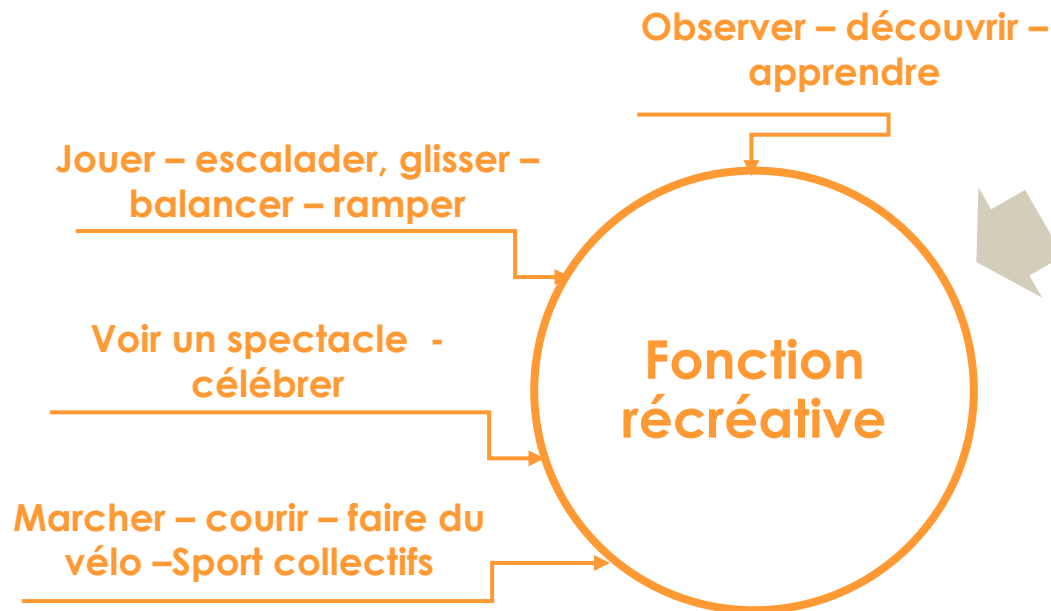 Observer – découvrir –
apprendre
Jouer – escalader, glisser –
balancer – ramper
Voir un spectacle -
célébrer
Fonction
récréative
Marcher – courir – faire du
vélo –Sport collectifs